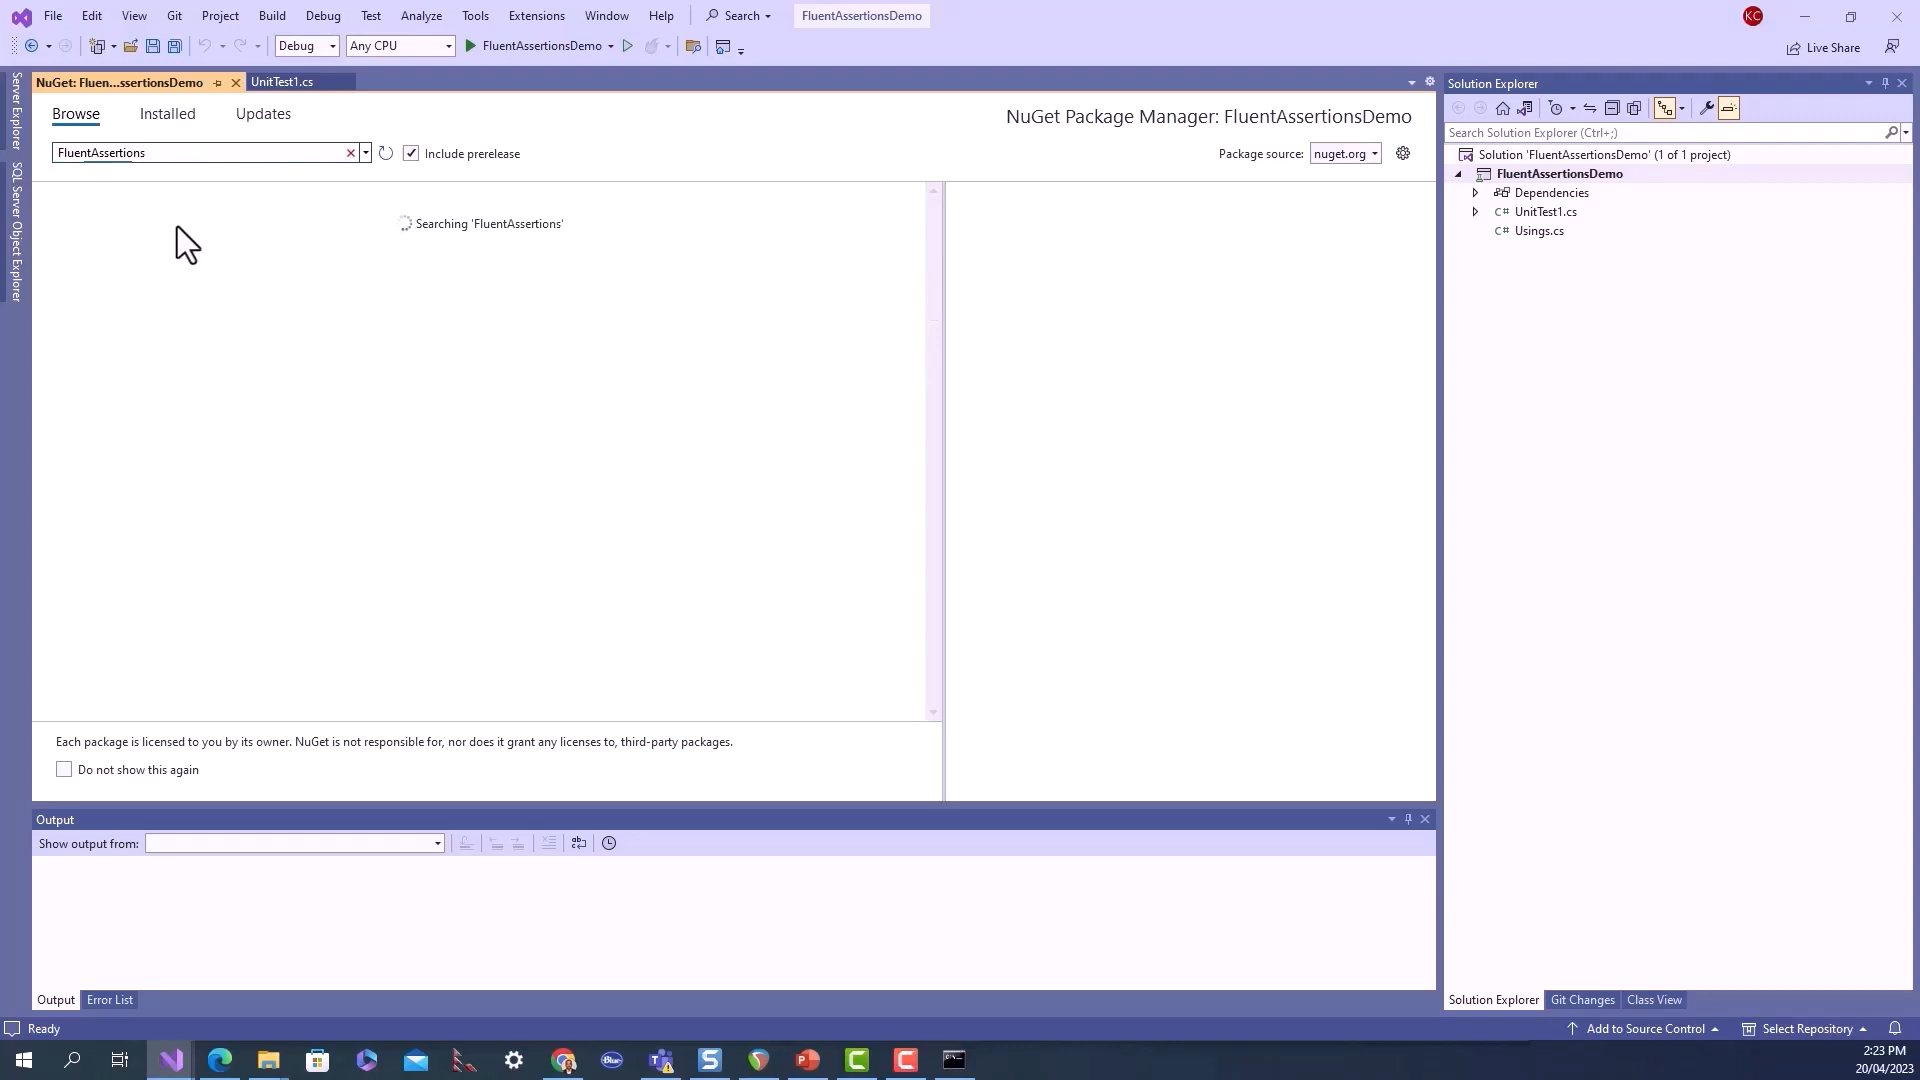 File Edit View Git Project Build Debug Test Analyze Tools Extensions Window Help Search FluentAssertionsDemo KC
Debug Any CPU FluentAssertionsDemo Live Share
NuGet: Fluen...ssertionsDemo UnitTest1.cs
Browse Installed Updates
NuGet Package Manager: FluentAssertionsDemo
FluentAssertions Include prerelease
Package source: nuget.org
Searching 'FluentAssertions'
Each package is licensed to you by its owner. NuGet is not responsible for, nor does it grant any licenses to, third-party packages.
Do not show this again
Server Explorer
SQL Server Object Explorer
Solution Explorer
Search Solution Explorer (Ctrl+;)
Solution 'FluentAssertionsDemo' (1 of 1 project)
FluentAssertionsDemo
Dependencies
C# UnitTest1.cs
C# Usings.cs
Output
Show output from:
Output Error List
Solution Explorer Git Changes Class View
Ready
Add to Source Control Select Repository
2:23 PM
20/04/2023